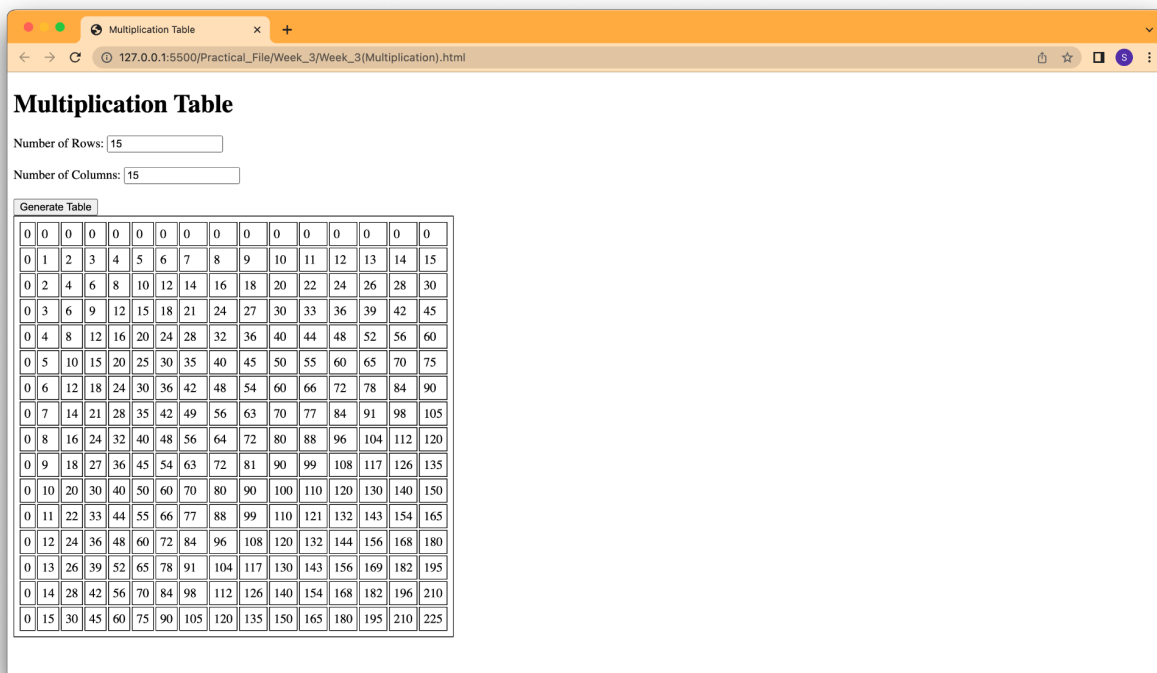 Multiplication Table
127.0.0.1:5500/Practical_File/Week_3/Week_3(Multiplication).html
S
Multiplication Table
Number of Rows: 15
Number of Columns: 15
Generate Table
0 0 0 0 0 0 0 0 0 0 0 0 0 0 0 0
0 1 2 3 4 5 6 7 8 9 10 11 12 13 14 15
0 2 4 6 8 10 12 14 16 18 20 22 24 26 28 30
0 3 6 9 12 15 18 21 24 27 30 33 36 39 42 45
0 4 8 12 16 20 24 28 32 36 40 44 48 52 56 60
0 5 10 15 20 25 30 35 40 45 50 55 60 65 70 75
0 6 12 18 24 30 36 42 48 54 60 66 72 78 84 90
0 7 14 21 28 35 42 49 56 63 70 77 84 91 98 105
0 8 16 24 32 40 48 56 64 72 80 88 96 104 112 120
0 9 18 27 36 45 54 63 72 81 90 99 108 117 126 135
0 10 20 30 40 50 60 70 80 90 100 110 120 130 140 150
0 11 22 33 44 55 66 77 88 99 110 121 132 143 154 165
0 12 24 36 48 60 72 84 96 108 120 132 144 156 168 180
0 13 26 39 52 65 78 91 104 117 130 143 156 169 182 195
0 14 28 42 56 70 84 98 112 126 140 154 168 182 196 210
0 15 30 45 60 75 90 105 120 135 150 165 180 195 210 225